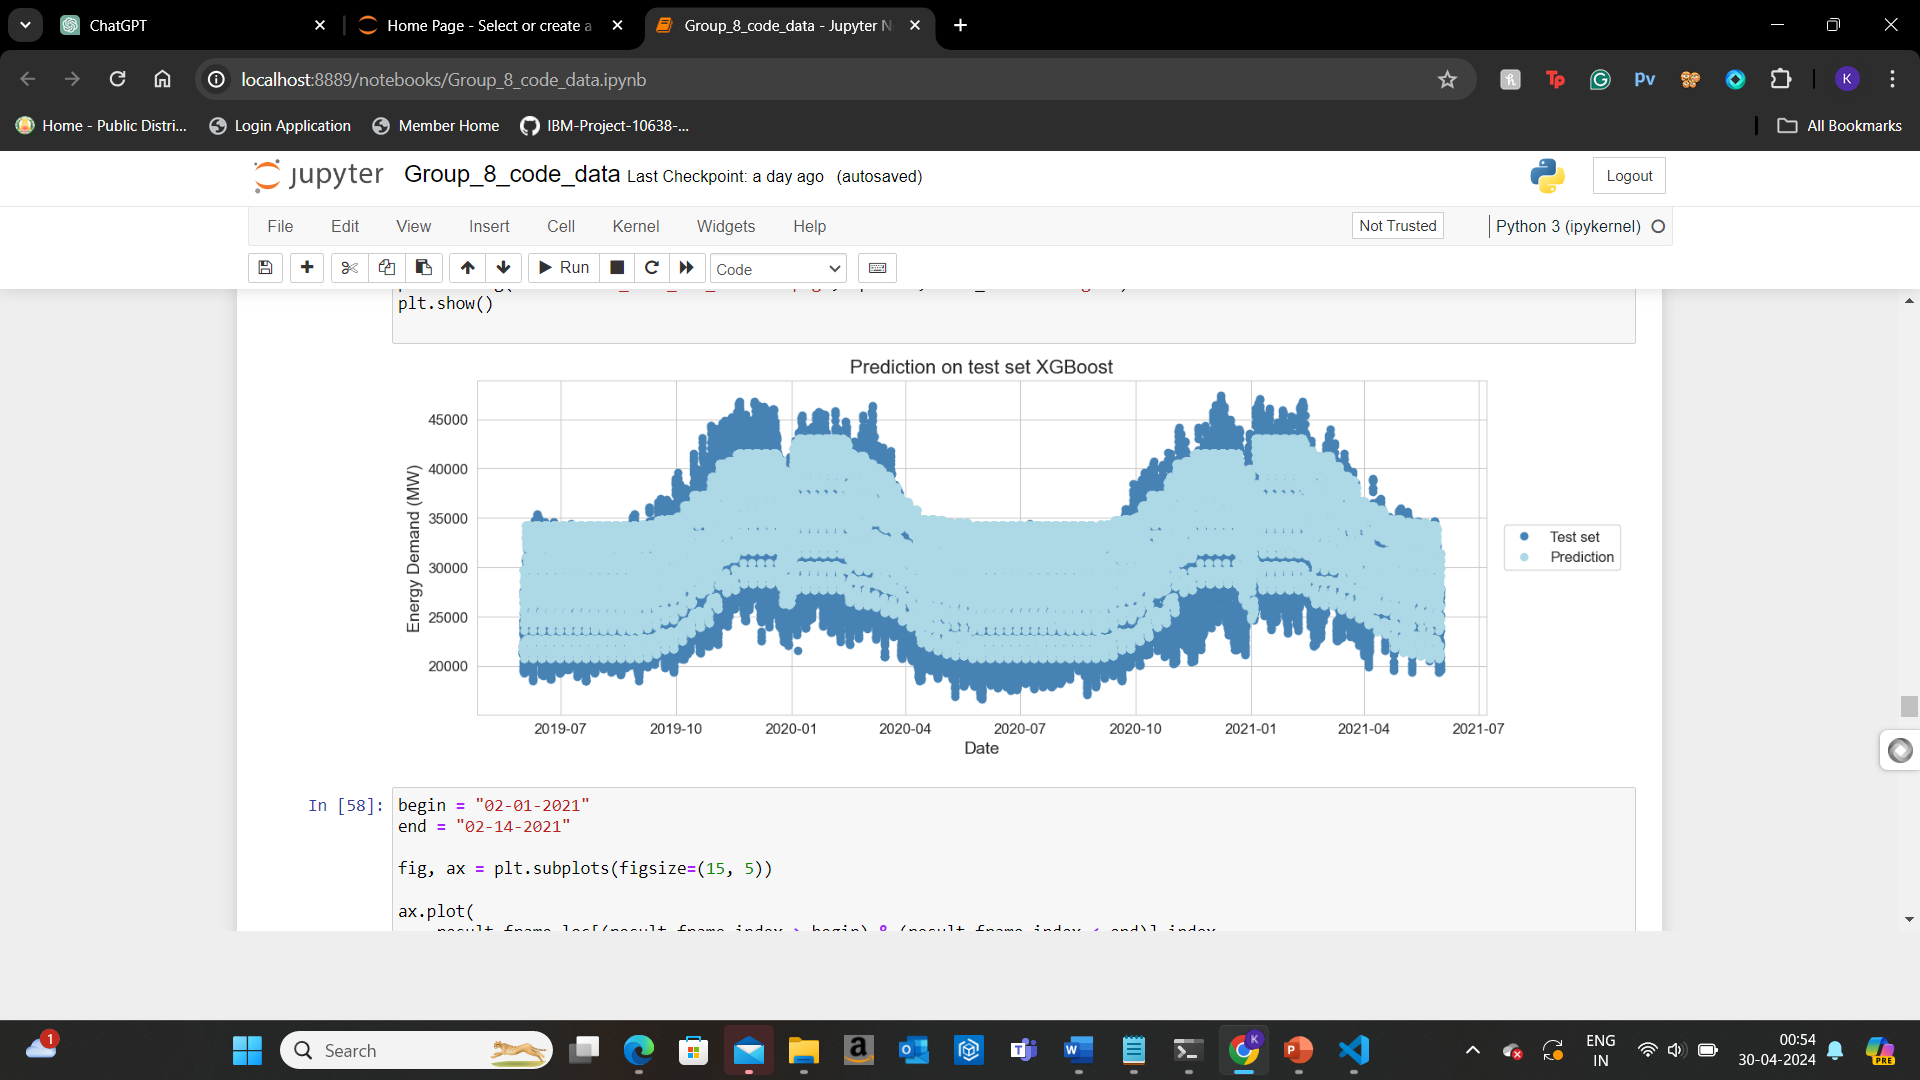 ChatGPT
Home Page - Select or create a
Group_8_code_data - Jupyter N
localhost:8889/notebooks/Group_8_code_data.ipynb
Home - Public Distri...
Login Application
Member Home
IBM-Project-10638-...
All Bookmarks
jupyter Group_8_code_data Last Checkpoint: a day ago (autosaved)
Logout
File Edit View Insert Cell Kernel Widgets Help
Not Trusted
Python 3 (ipykernel)
Run
Code
plt.show()
Prediction on test set XGBoost
45000
40000
35000
30000
25000
20000
Energy Demand (MW)
Test set
Prediction
2019-07 2019-10 2020-01 2020-04 2020-07 2020-10 2021-01 2021-04 2021-07
Date
In [58]:
begin = "02-01-2021"
end = "02-14-2021"
fig, ax = plt.subplots(figsize=(15, 5))
ax.plot(
1
Search
ENG
IN
00:54
30-04-2024